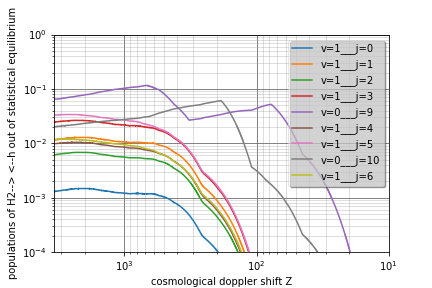 populations of H2--> <--h out of statistical equilibrium
10⁰
10⁻¹
10⁻²
10⁻³
10⁻⁴
10³
10²
10¹
cosmological doppler shift Z
v=1___j=0
v=1___j=1
v=1___j=2
v=1___j=3
v=0___j=9
v=1___j=4
v=1___j=5
v=0___j=10
v=1___j=6